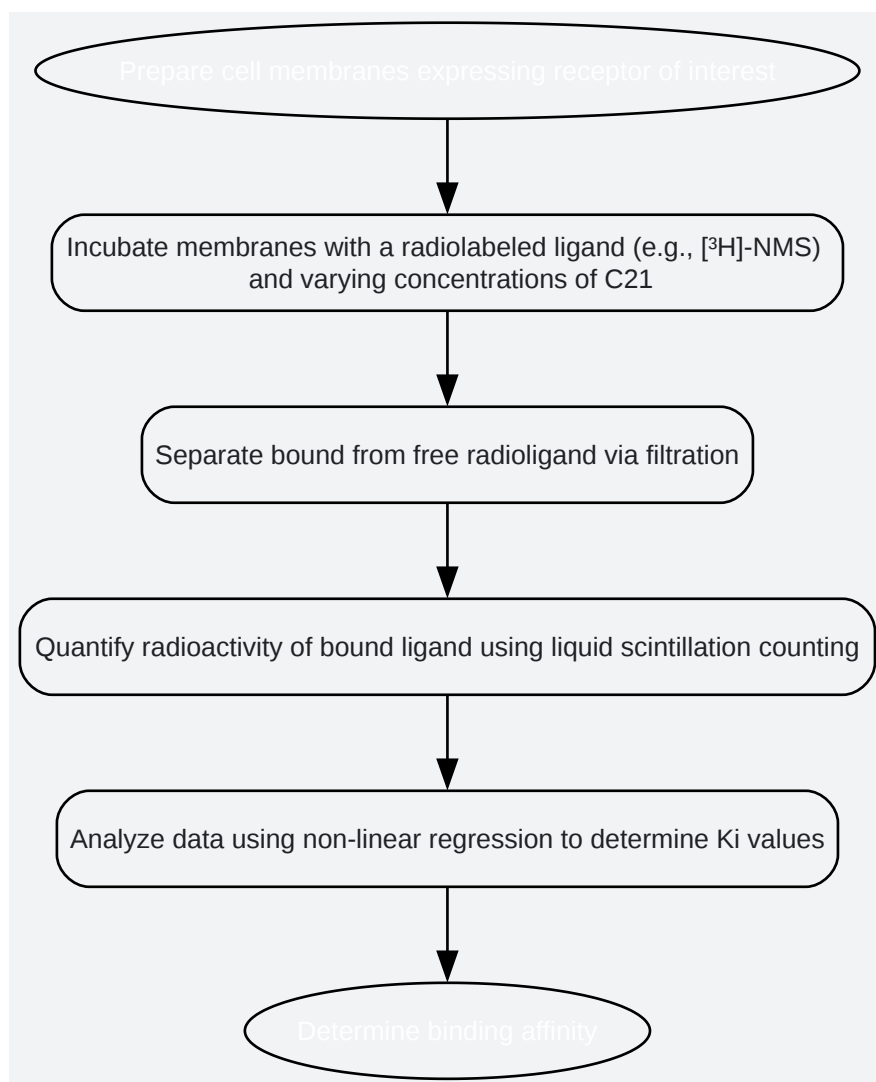 Prepare cell membranes expressing receptor of interest
Incubate membranes with a radiolabeled ligand (e.g., [³H]-NMS)
and varying concentrations of C21
Separate bound from free radioligand via filtration
Quantify radioactivity of bound ligand using liquid scintillation counting
Analyze data using non-linear regression to determine Ki values
Determine binding affinity